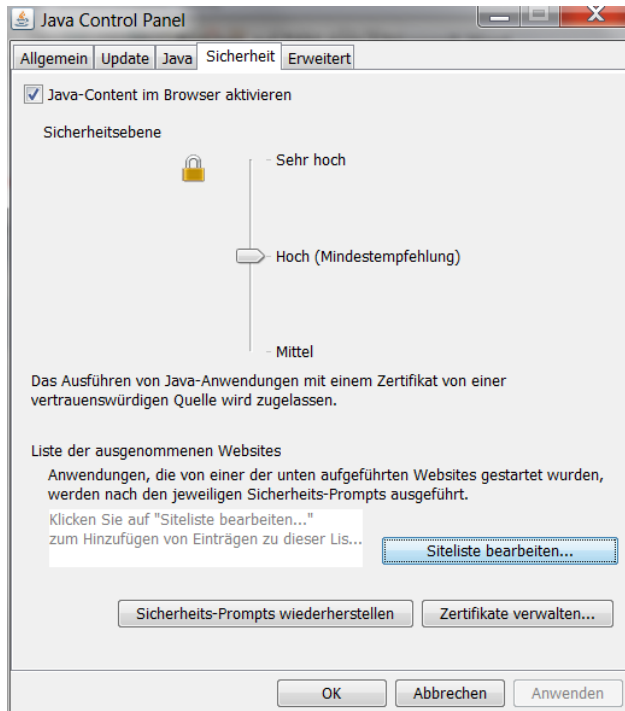 Java Control Panel
Allgemein Update Java Sicherheit Erweitert
Java-Content im Browser aktivieren
Sicherheitsebene
Sehr hoch
Hoch (Mindestempfehlung)
Mittel
Das Ausführen von Java-Anwendungen mit einem Zertifikat von einer
vertrauenswürdigen Quelle wird zugelassen.
Liste der ausgenommenen Websites
Anwendungen, die von einer der unten aufgeführten Websites gestartet wurden,
werden nach den jeweiligen Sicherheits-Prompts ausgeführt.
Klicken Sie auf "Siteliste bearbeiten..."
zum Hinzufügen von Einträgen zu dieser Lis...
Siteliste bearbeiten...
Sicherheits-Prompts wiederherstellen Zertifikate verwalten...
OK Abbrechen Anwenden